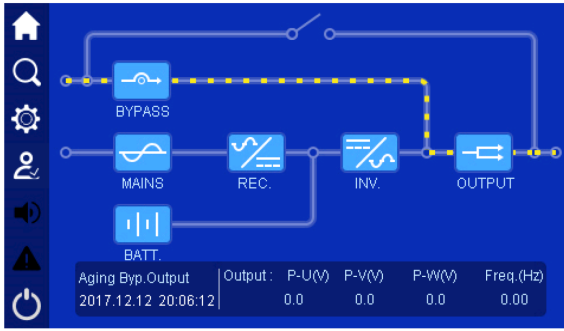 BYPASS
MAINS REC. INV. OUTPUT
BATT.
Aging Byp.Output Output : P-U(V) P-V(V) P-W(V) Freq.(Hz)
2017.12.12 20:06:12 0.0 0.0 0.0 0.00